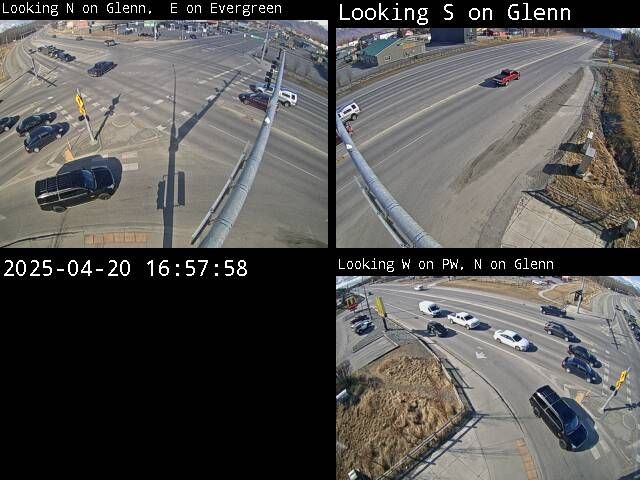 Looking N on Glenn,  E on Evergreen
Looking S on Glenn
2025-04-20 16:57:58
Looking W on PW, N on Glenn